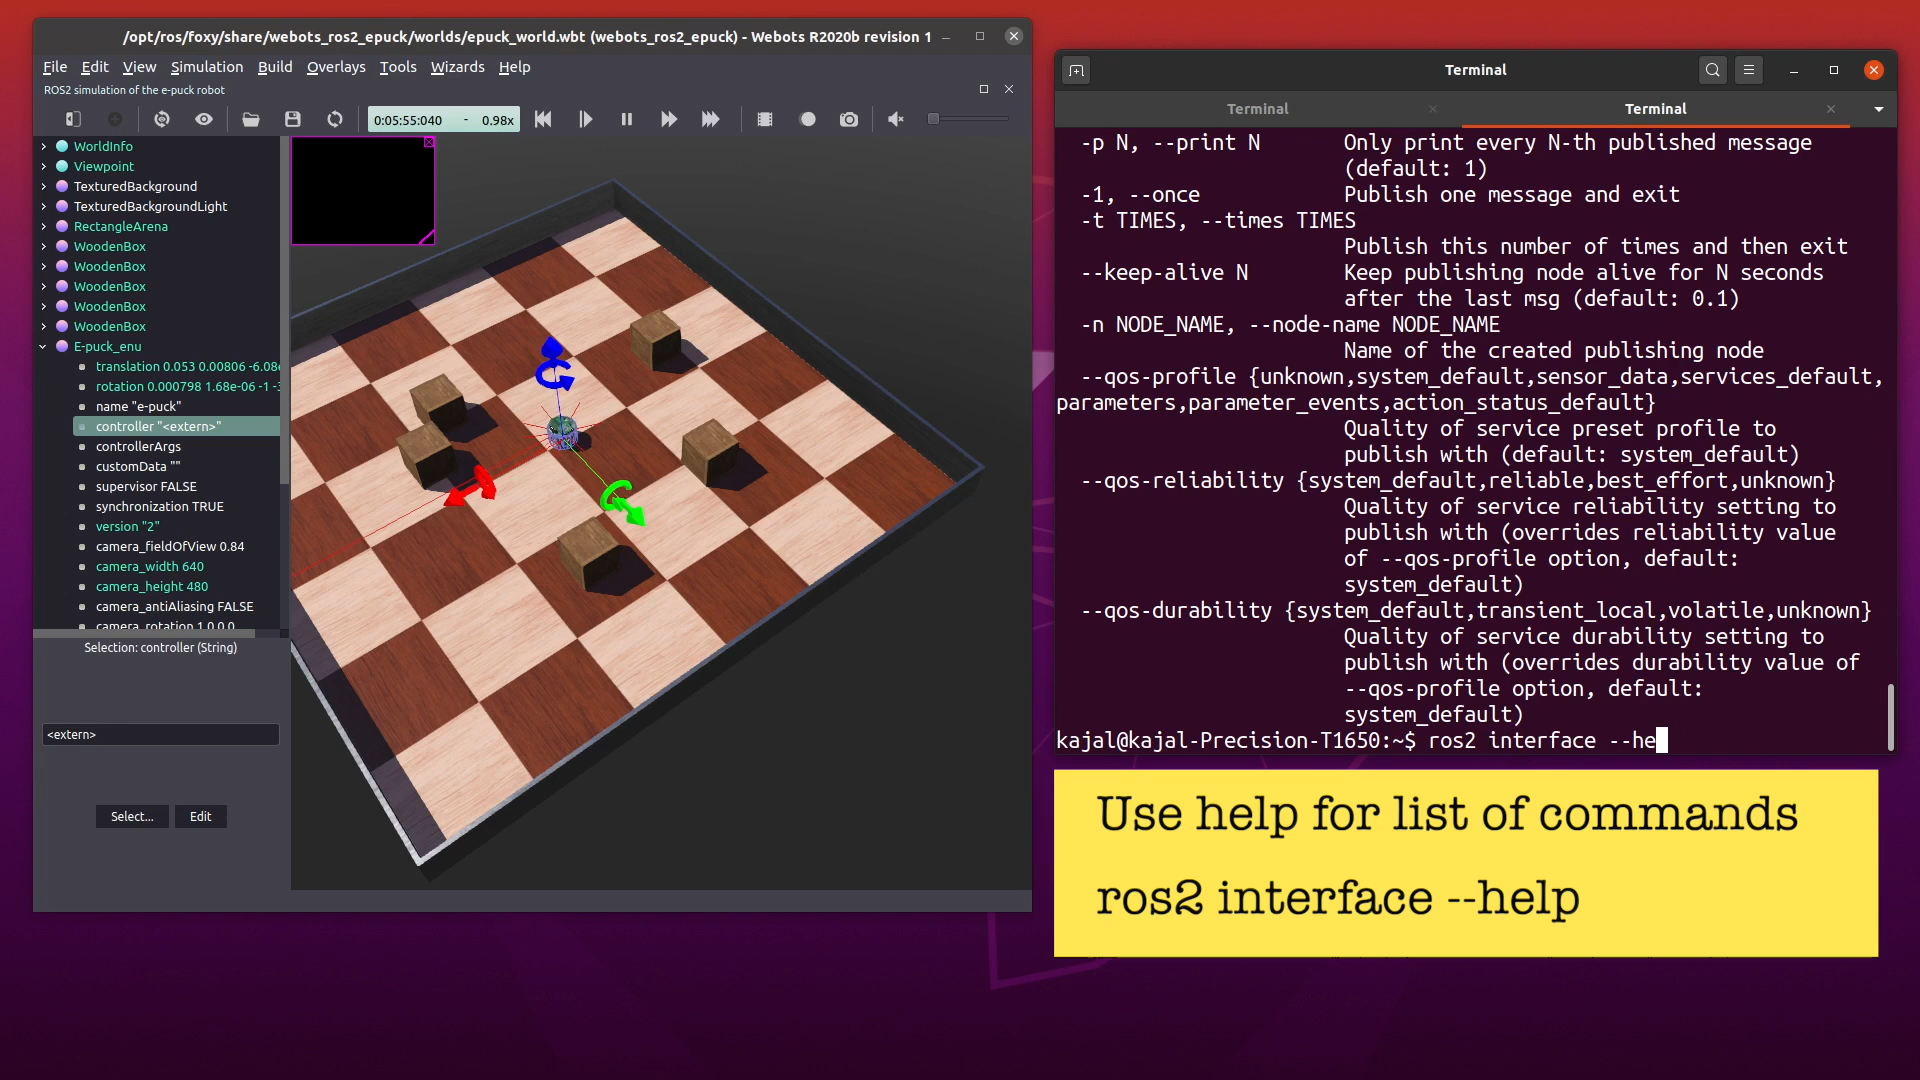 /opt/ros/foxy/share/webots_ros2_epuck/worlds/epuck_world.wbt (webots_ros2_epuck) - Webots R2020b revision 1
File Edit View Simulation Build Overlays Tools Wizards Help
ROS2 simulation of the e-puck robot
0:05:55:040 - 0.98x
WorldInfo
Viewpoint
TexturedBackground
TexturedBackgroundLight
RectangleArena
WoodenBox
WoodenBox
WoodenBox
WoodenBox
WoodenBox
E-puck_enu
translation 0.053 0.00806 -6.08
rotation 0.000798 1.68e-06 -1 -
name "e-puck"
controller "<extern>"
controllerArgs
customData ""
supervisor FALSE
synchronization TRUE
version "2"
camera_fieldOfView 0.84
camera_width 640
camera_height 480
camera_antiAliasing FALSE
camera_rotation 1 0 0 0
Selection: controller (String)
<extern>
Select... Edit
Terminal
Terminal Terminal
-p N, --print N Only print every N-th published message
(default: 1)
-1, --once Publish one message and exit
-t TIMES, --times TIMES
Publish this number of times and then exit
--keep-alive N Keep publishing node alive for N seconds
after the last msg (default: 0.1)
-n NODE_NAME, --node-name NODE_NAME
Name of the created publishing node
--qos-profile {unknown,system_default,sensor_data,services_default,
parameters,parameter_events,action_status_default}
Quality of service preset profile to
publish with (default: system_default)
--qos-reliability {system_default,reliable,best_effort,unknown}
Quality of service reliability setting to
publish with (overrides reliability value
of --qos-profile option, default:
system_default)
--qos-durability {system_default,transient_local,volatile,unknown}
Quality of service durability setting to
publish with (overrides durability value of
--qos-profile option, default:
system_default)
kajal@kajal-Precision-T1650:~$ ros2 interface --he
Use help for list of commands
ros2 interface --help